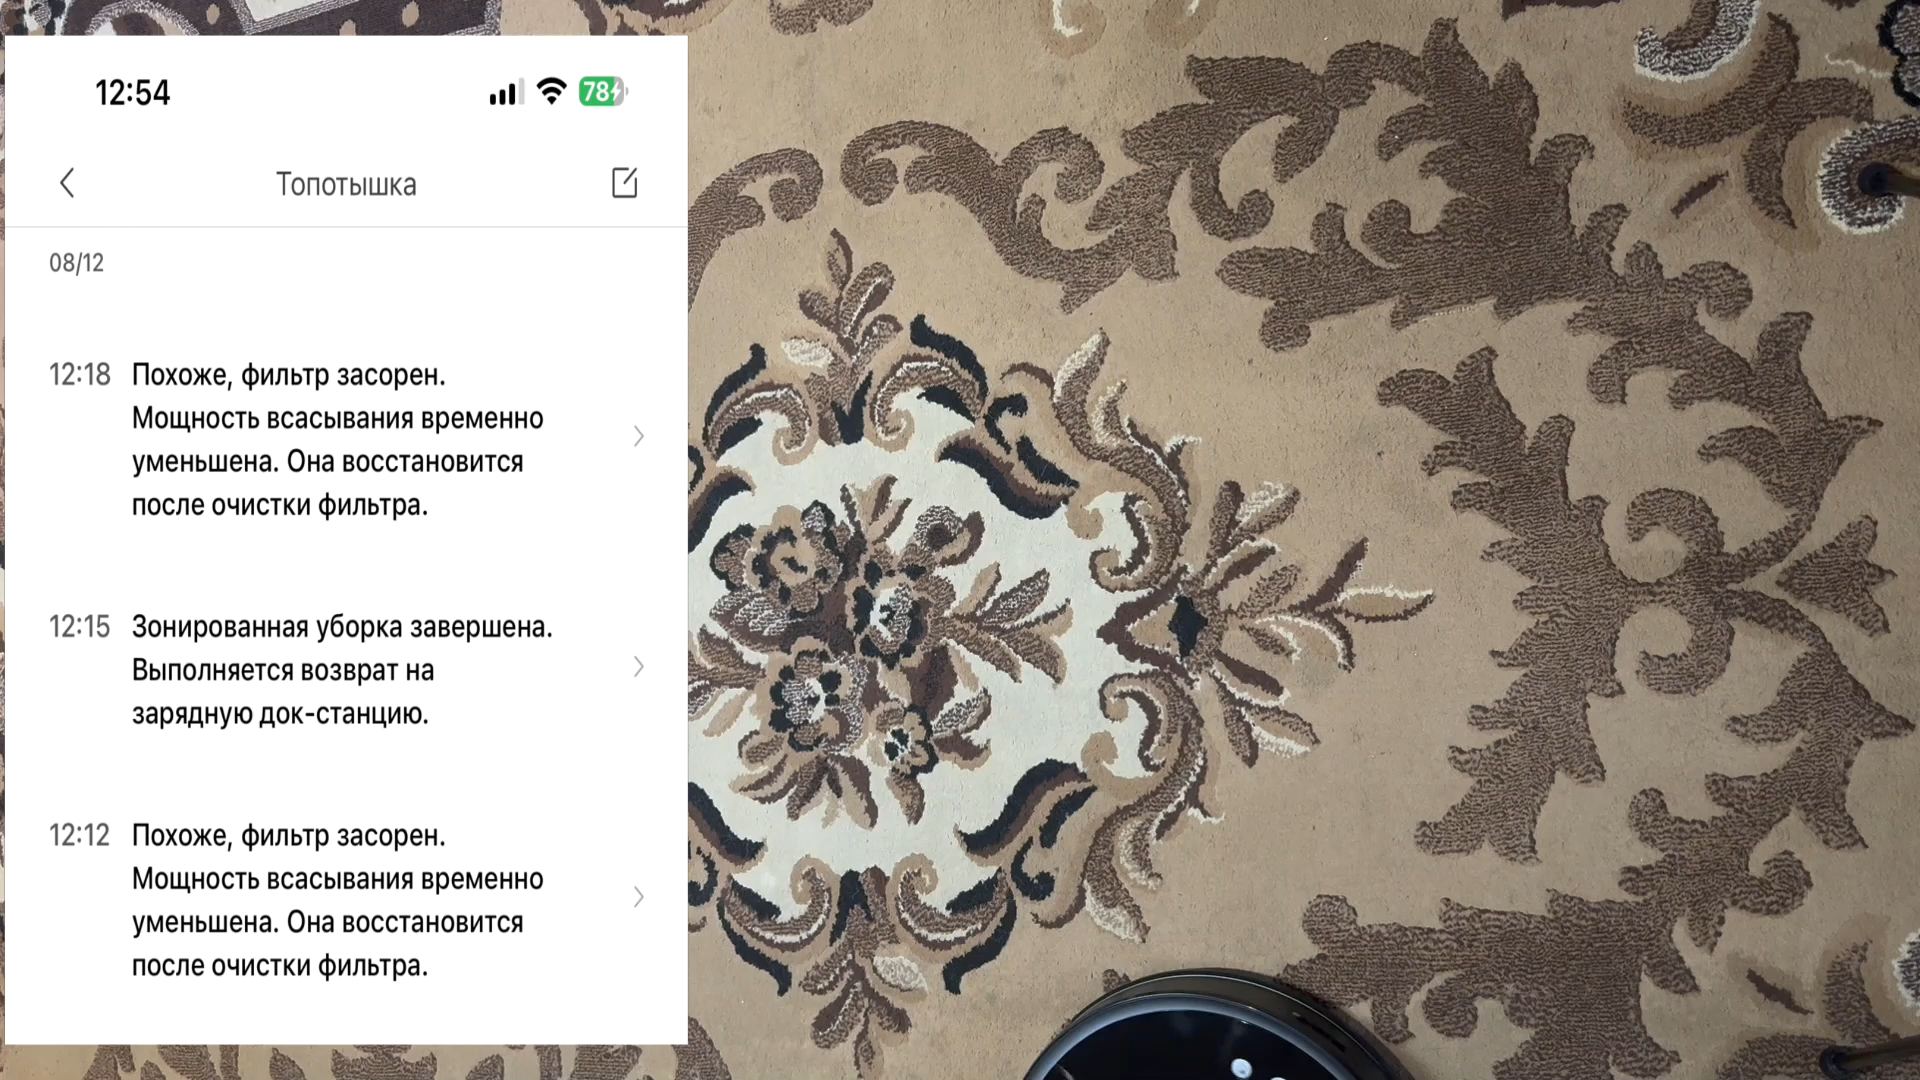 12:54
78
Топотышка
08/12
12:18 Похоже, фильтр засорен.
Мощность всасывания временно
уменьшена. Она восстановится
после очистки фильтра.
12:15 Зонированная уборка завершена.
Выполняется возврат на
зарядную док-станцию.
12:12 Похоже, фильтр засорен.
Мощность всасывания временно
уменьшена. Она восстановится
после очистки фильтра.